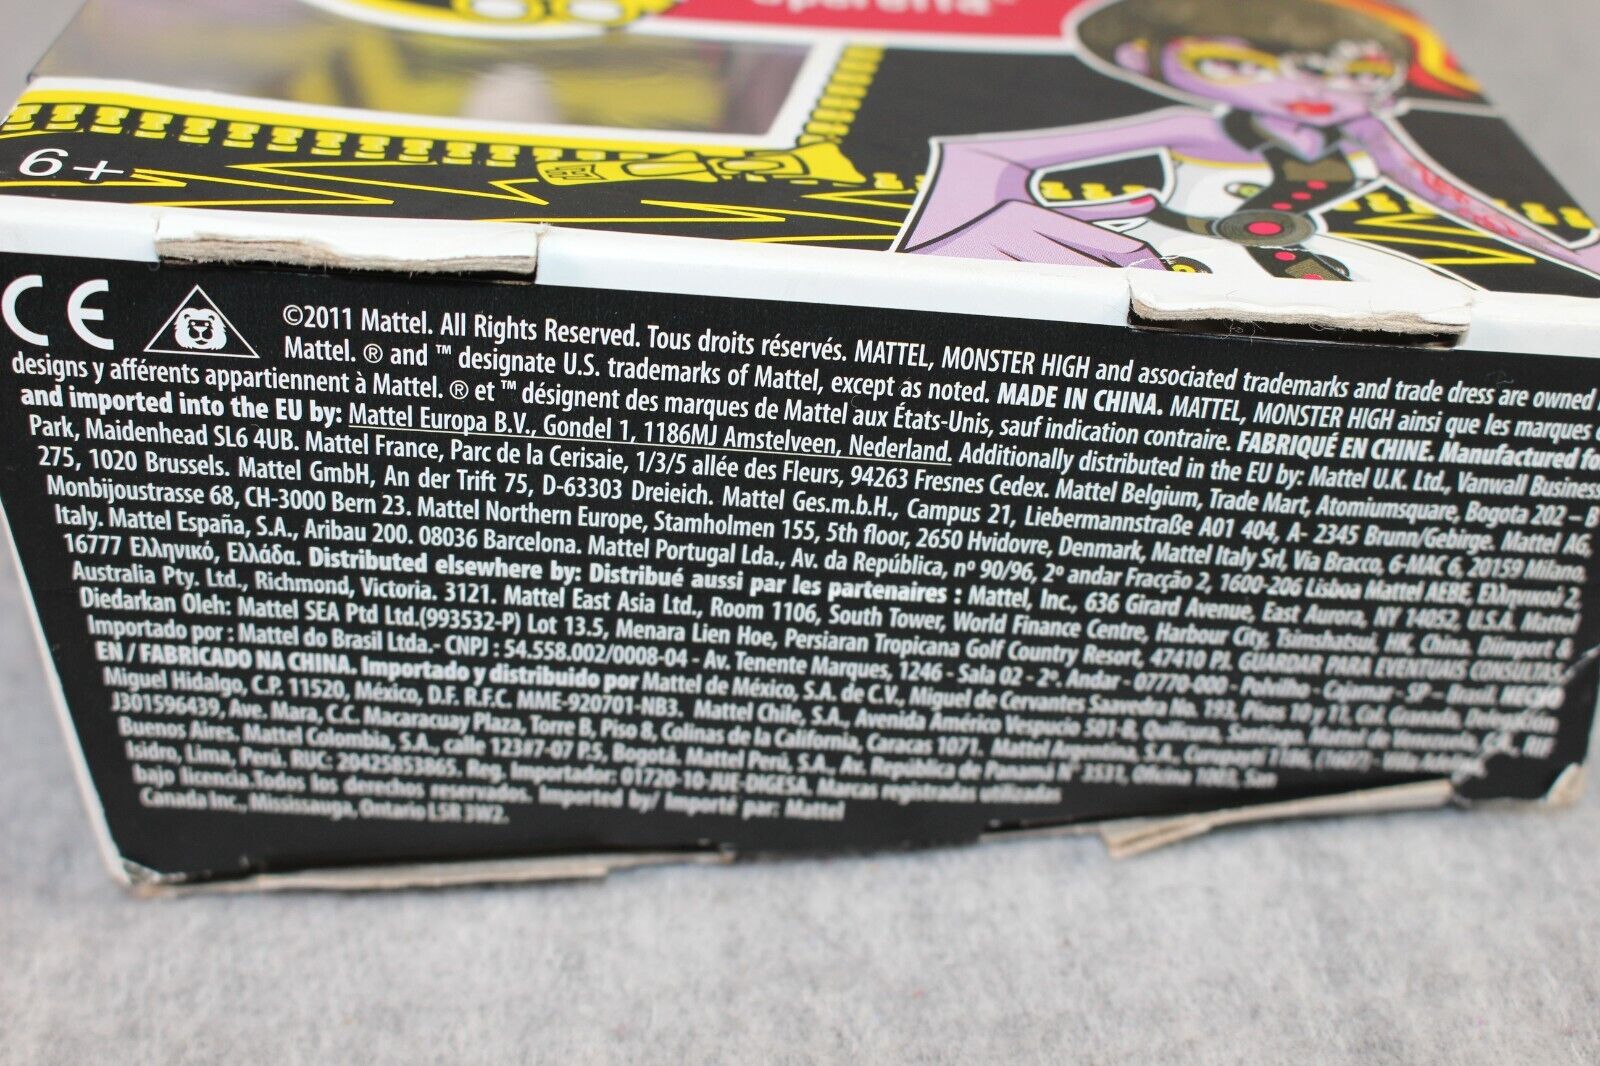 Operetta™
6+
CE
©2011 Mattel. All Rights Reserved. Tous droits réservés. MATTEL, MONSTER HIGH and associated trademarks and trade dress are owned
Mattel. ® and ™ designate U.S. trademarks of Mattel, except as noted. MADE IN CHINA. MATTEL, MONSTER HIGH ainsi que les marques
designs y afférents appartiennent à Mattel. ® et ™ désignent des marques de Mattel aux États-Unis, sauf indication contraire. FABRIQUÉ EN CHINE. Manufactured fo
and imported into the EU by: Mattel Europa B.V., Gondel 1, 1186MJ Amstelveen, Nederland. Additionally distributed in the EU by: Mattel U.K. Ltd., Vanwall Business
Park, Maidenhead SL6 4UB. Mattel France, Parc de la Cerisaie, 1/3/5 allée des Fleurs, 94263 Fresnes Cedex. Mattel Belgium, Trade Mart, Atomiumsquare, Bogota 202 – B
275, 1020 Brussels. Mattel GmbH, An der Trift 75, D-63303 Dreieich. Mattel Ges.m.b.H., Campus 21, Liebermannstraße A01 404, A- 2345 Brunn/Gebirge. Mattel AG,
Monbijoustrasse 68, CH-3000 Bern 23. Mattel Northern Europe, Stamholmen 155, 5th floor, 2650 Hvidovre, Denmark, Mattel Italy Srl, Via Bracco, 6-MAC 6, 20159 Milano,
Italy. Mattel España, S.A., Aribau 200. 08036 Barcelona. Mattel Portugal Lda., Av. da República, nº 90/96, 2º andar Fracção 2, 1600-206 Lisboa Mattel AEBE, Ελληνικού 2,
16777 Ελληνικό, Ελλάδα. Distributed elsewhere by: Distribué aussi par les partenaires : Mattel, Inc., 636 Girard Avenue, East Aurora, NY 14052. U.S.A. Mattel
Australia Pty. Ltd., Richmond, Victoria. 3121. Mattel East Asia Ltd., Room 1106, South Tower, World Finance Centre, Harbour City, Tsimshatsui, HK, China. Diimport &
Diedarkan Oleh: Mattel SEA Ptd Ltd.(993532-P) Lot 13.5, Menara Lien Hoe, Persiaran Tropicana Golf Country Resort, 47410 PJ. GUARDAR PARA EVENTUAIS CONSULTAS.
Importado por : Mattel do Brasil Ltda.- CNPJ : 54.558.002/0008-04 - Av. Tenente Marques, 1246 - Sala 02 - 2º. Andar - 07770-000 - Polvilho - Cajamar - SP – Brasil. HECHO
EN / FABRICADO NA CHINA. Importado y distribuido por Mattel de México, S.A. de C.V., Miguel de Cervantes Saavedra No. 193, Pisos 10 y 11, Col. Granada, Delegación
Miguel Hidalgo, C.P. 11520, México, D.F. R.F.C. MME-920701-NB3. Mattel Chile, S.A., Avenida Américo Vespucio 501-B, Quilicura, Santiago. Mattel de Venezuela, C.A., RIF
J301596439, Ave. Mara, C.C. Macaracuay Plaza, Torre B, Piso 8, Colinas de la California, Caracas 1071. Mattel Argentina, S.A.,
Buenos Aires. Mattel Colombia, S.A., calle 123#7-07 P.5, Bogotá. Mattel Perú, S.A., Av. República de Panamá N° 3531, Oficina 1003, San
Isidro, Lima, Perú. RUC: 20425853865. Reg. Importador: 01720-10-JUE-DIGESA. Marcas registradas utilizadas
bajo licencia.Todos los derechos reservados. Imported by/ Importé par: Mattel
Canada Inc., Mississauga, Ontario L5R 3W2.